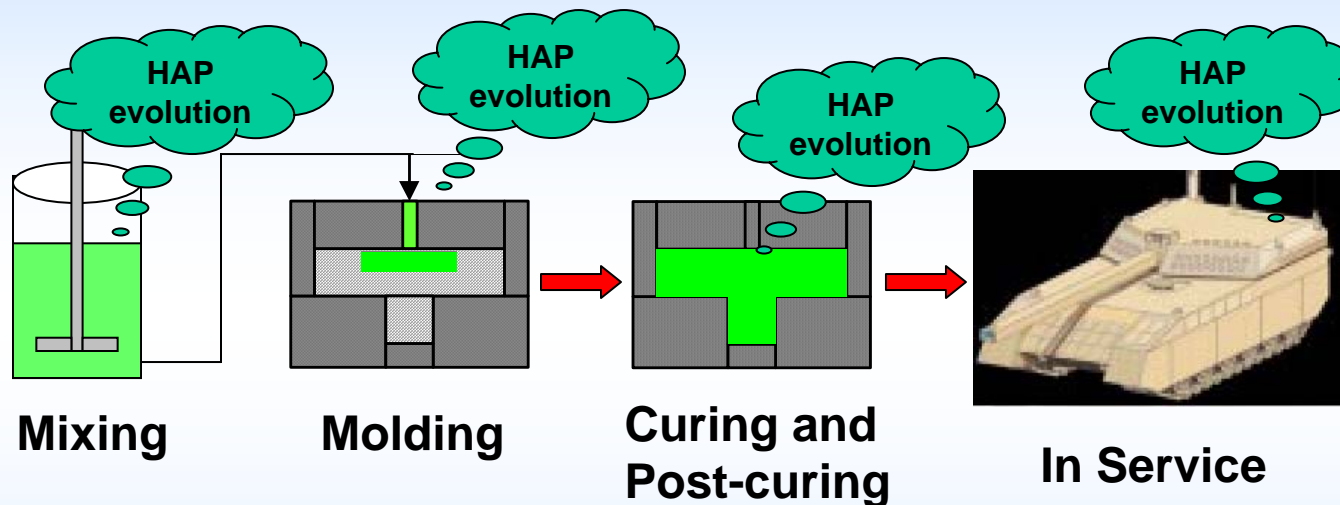 HAP
evolution
HAP
evolution
HAP
evolution
HAP
evolution
Mixing
Molding
Curing and
Post-curing
In Service